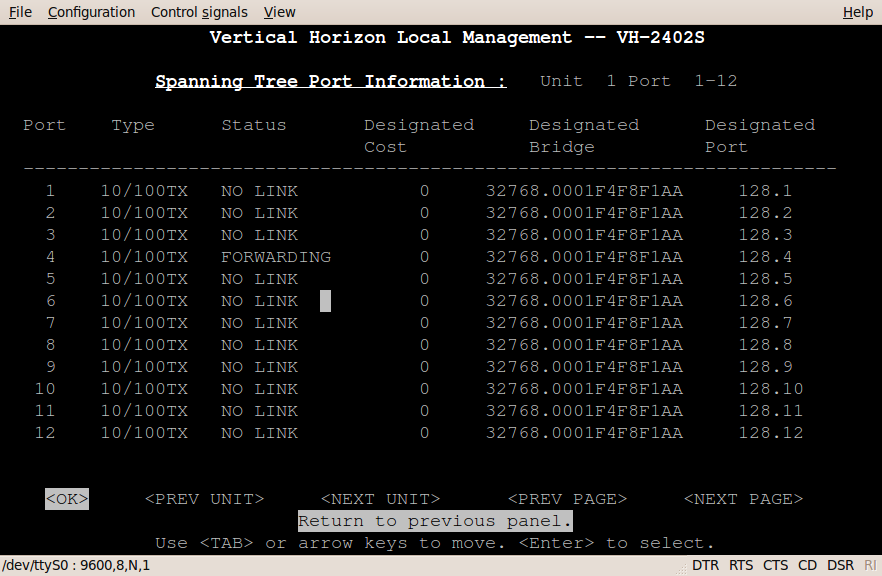 File Configuration Control signals View Help
Vertical Horizon Local Management -- VH-2402S
Spanning Tree Port Information : Unit 1 Port 1-12
Port Type Status Designated Designated Designated
Cost Bridge Port
--------------------------------------------------------------------------
1 10/100TX NO LINK 0 32768.0001F4F8F1AA 128.1
2 10/100TX NO LINK 0 32768.0001F4F8F1AA 128.2
3 10/100TX NO LINK 0 32768.0001F4F8F1AA 128.3
4 10/100TX FORWARDING 0 32768.0001F4F8F1AA 128.4
5 10/100TX NO LINK 0 32768.0001F4F8F1AA 128.5
6 10/100TX NO LINK 0 32768.0001F4F8F1AA 128.6
7 10/100TX NO LINK 0 32768.0001F4F8F1AA 128.7
8 10/100TX NO LINK 0 32768.0001F4F8F1AA 128.8
9 10/100TX NO LINK 0 32768.0001F4F8F1AA 128.9
10 10/100TX NO LINK 0 32768.0001F4F8F1AA 128.10
11 10/100TX NO LINK 0 32768.0001F4F8F1AA 128.11
12 10/100TX NO LINK 0 32768.0001F4F8F1AA 128.12
<OK> <PREV UNIT> <NEXT UNIT> <PREV PAGE> <NEXT PAGE>
Return to previous panel.
Use <TAB> or arrow keys to move. <Enter> to select.
/dev/ttyS0 : 9600,8,N,1 DTR RTS CTS CD DSR RI